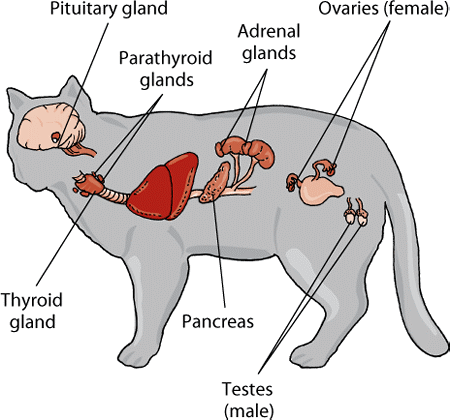 Pituitary gland
Ovaries (female)
Adrenal
glands
Parathyroid
glands
Thyroid
gland
Pancreas
Testes
(male)